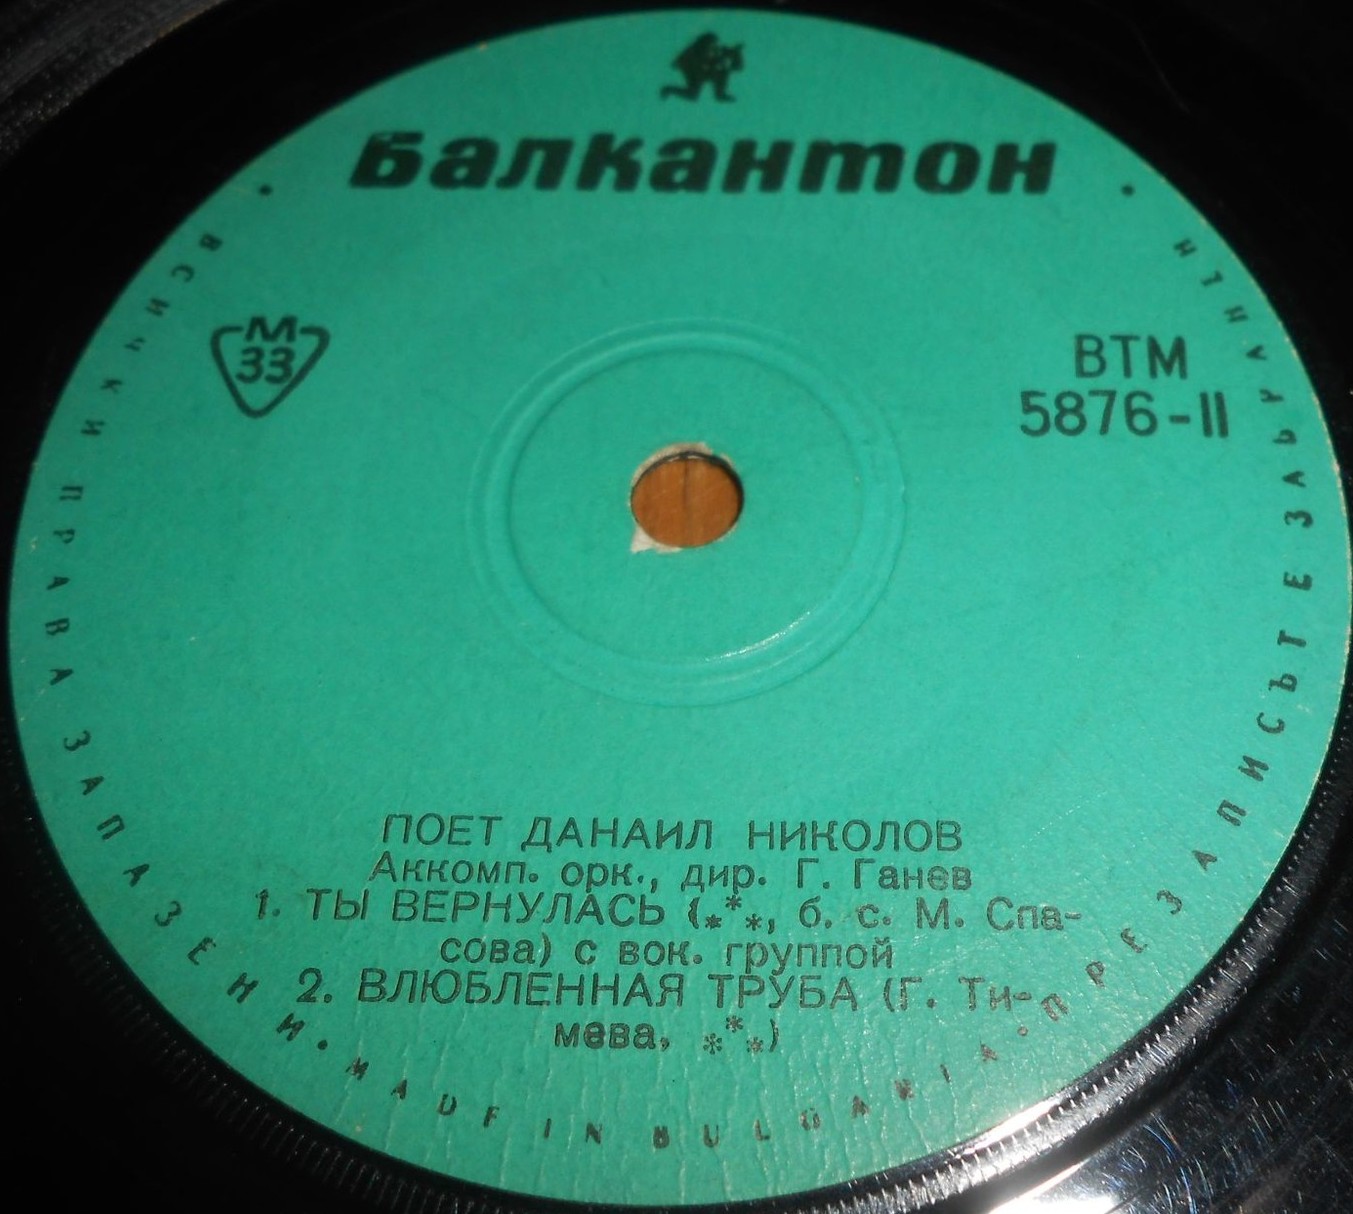 Балкантон
М
33
ВТМ
5876-II
ПОЕТ ДАНАИЛ НИКОЛОВ
Аккомп. орк., дир. Г. Ганев
1. ТЫ ВЕРНУЛАСЬ (***, б. с. М. Спа-
сова) с вок. группой
2. ВЛЮБЛЕННАЯ ТРУБА (Г. Ти-
мева, ***)
ВСИЧКИ ПРАВА ЗАПАЗЕНИ • MADE IN BULGARIA • ПРЕЗАПИСЪТ Е ЗАБРАНЕН